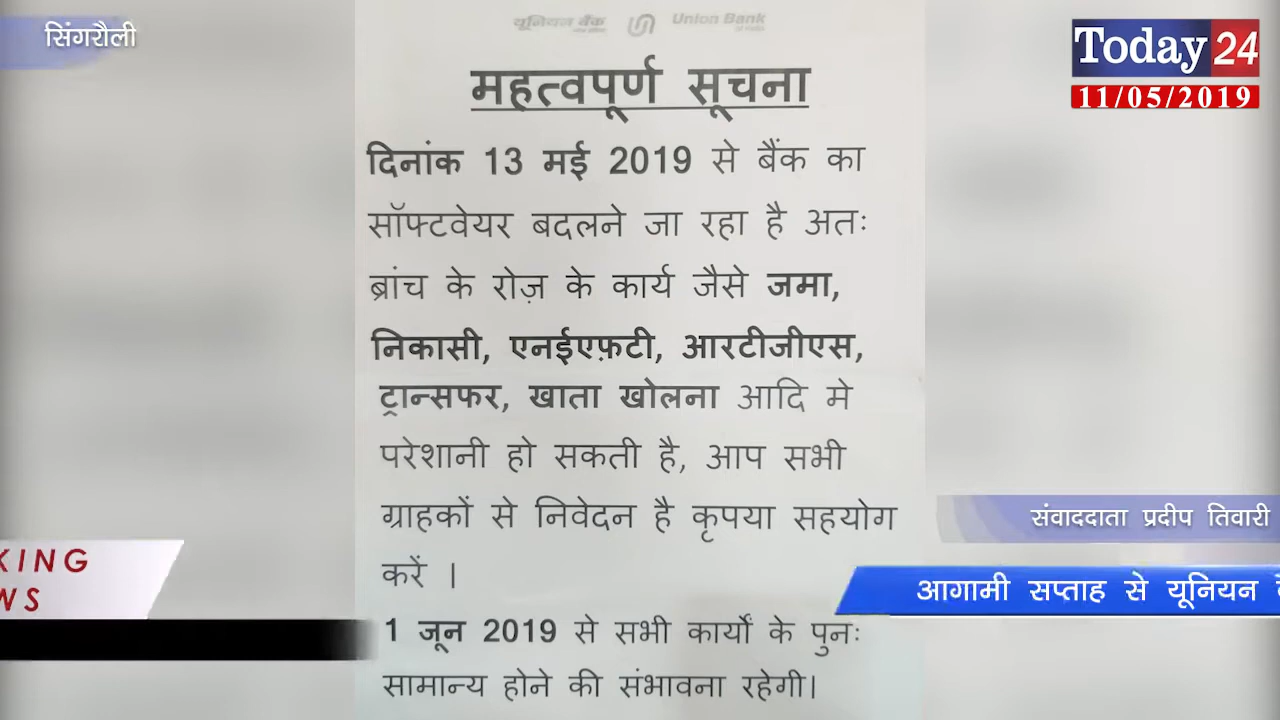 सिंगरौली
यूनियन बैंक Union Bank
Today 24
11/05/2019
महत्वपूर्ण सूचना
दिनांक 13 मई 2019 से बैंक का
सॉफ्टवेयर बदलने जा रहा है अतः
ब्रांच के रोज़ के कार्य जैसे जमा,
निकासी, एनईएफ़टी, आरटीजीएस,
ट्रान्सफर, खाता खोलना आदि मे
परेशानी हो सकती है, आप सभी
ग्राहकों से निवेदन है कृपया सहयोग
करें ।
1 जून 2019 से सभी कार्यों के पुनः
सामान्य होने की संभावना रहेगी।
संवाददाता प्रदीप तिवारी
KING
WS
आगामी सप्ताह से यूनियन